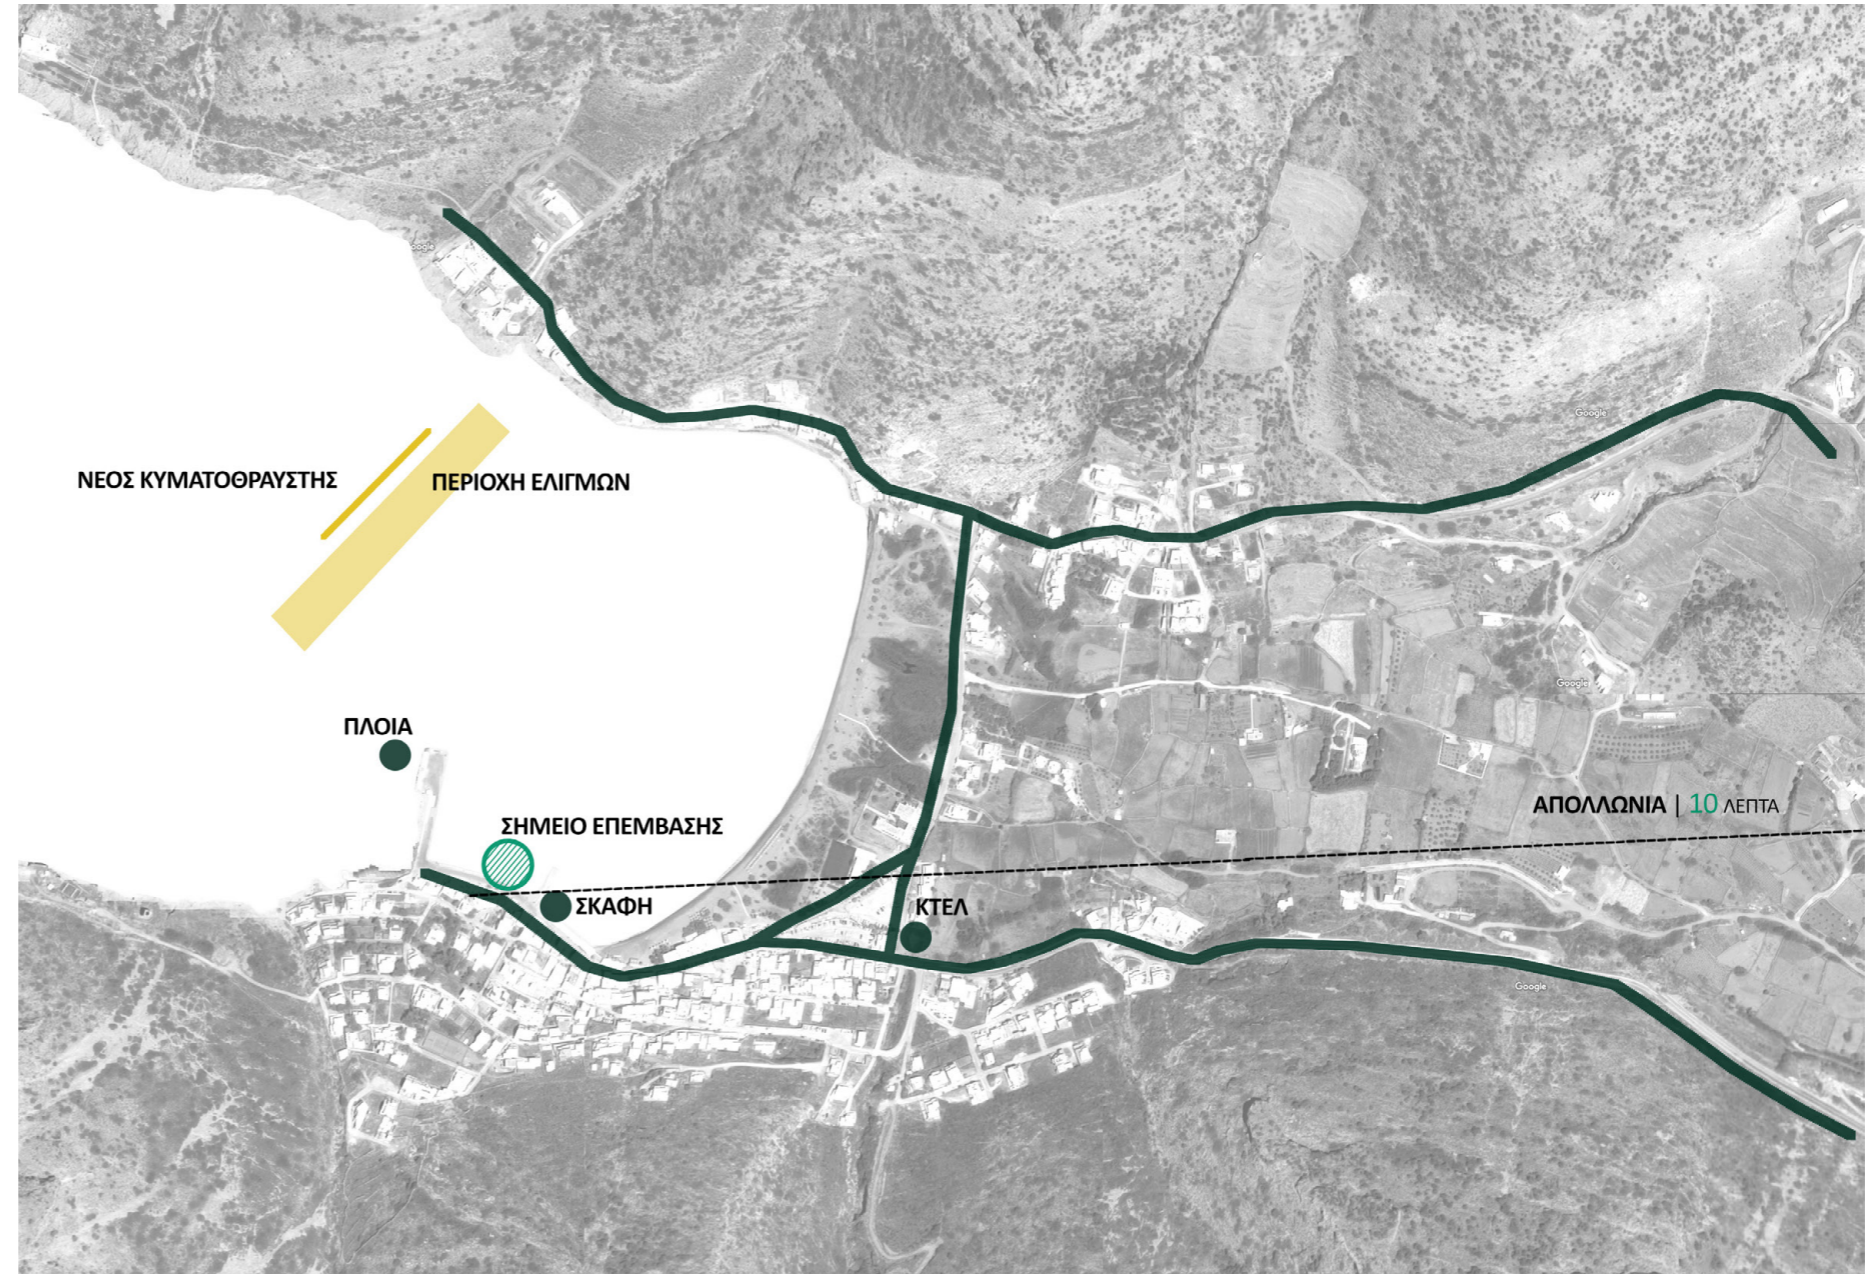 Google
Google
ΝΕΟΣ ΚΥΜΑΤΟΘΡΑΥΣΤΗΣ
ΠΕΡΙΟΧΗ ΕΛΙΓΜΩΝ
Google
ΠΛΟΙΑ
ΑΠΟΛΛΩΝΙΑ | 10 ΛΕΠΤΑ
ΣΗΜΕΙΟ ΕΠΕΜΒΑΣΗΣ
ΣΚΑΦΗ
ΚΤΕΛ
Google